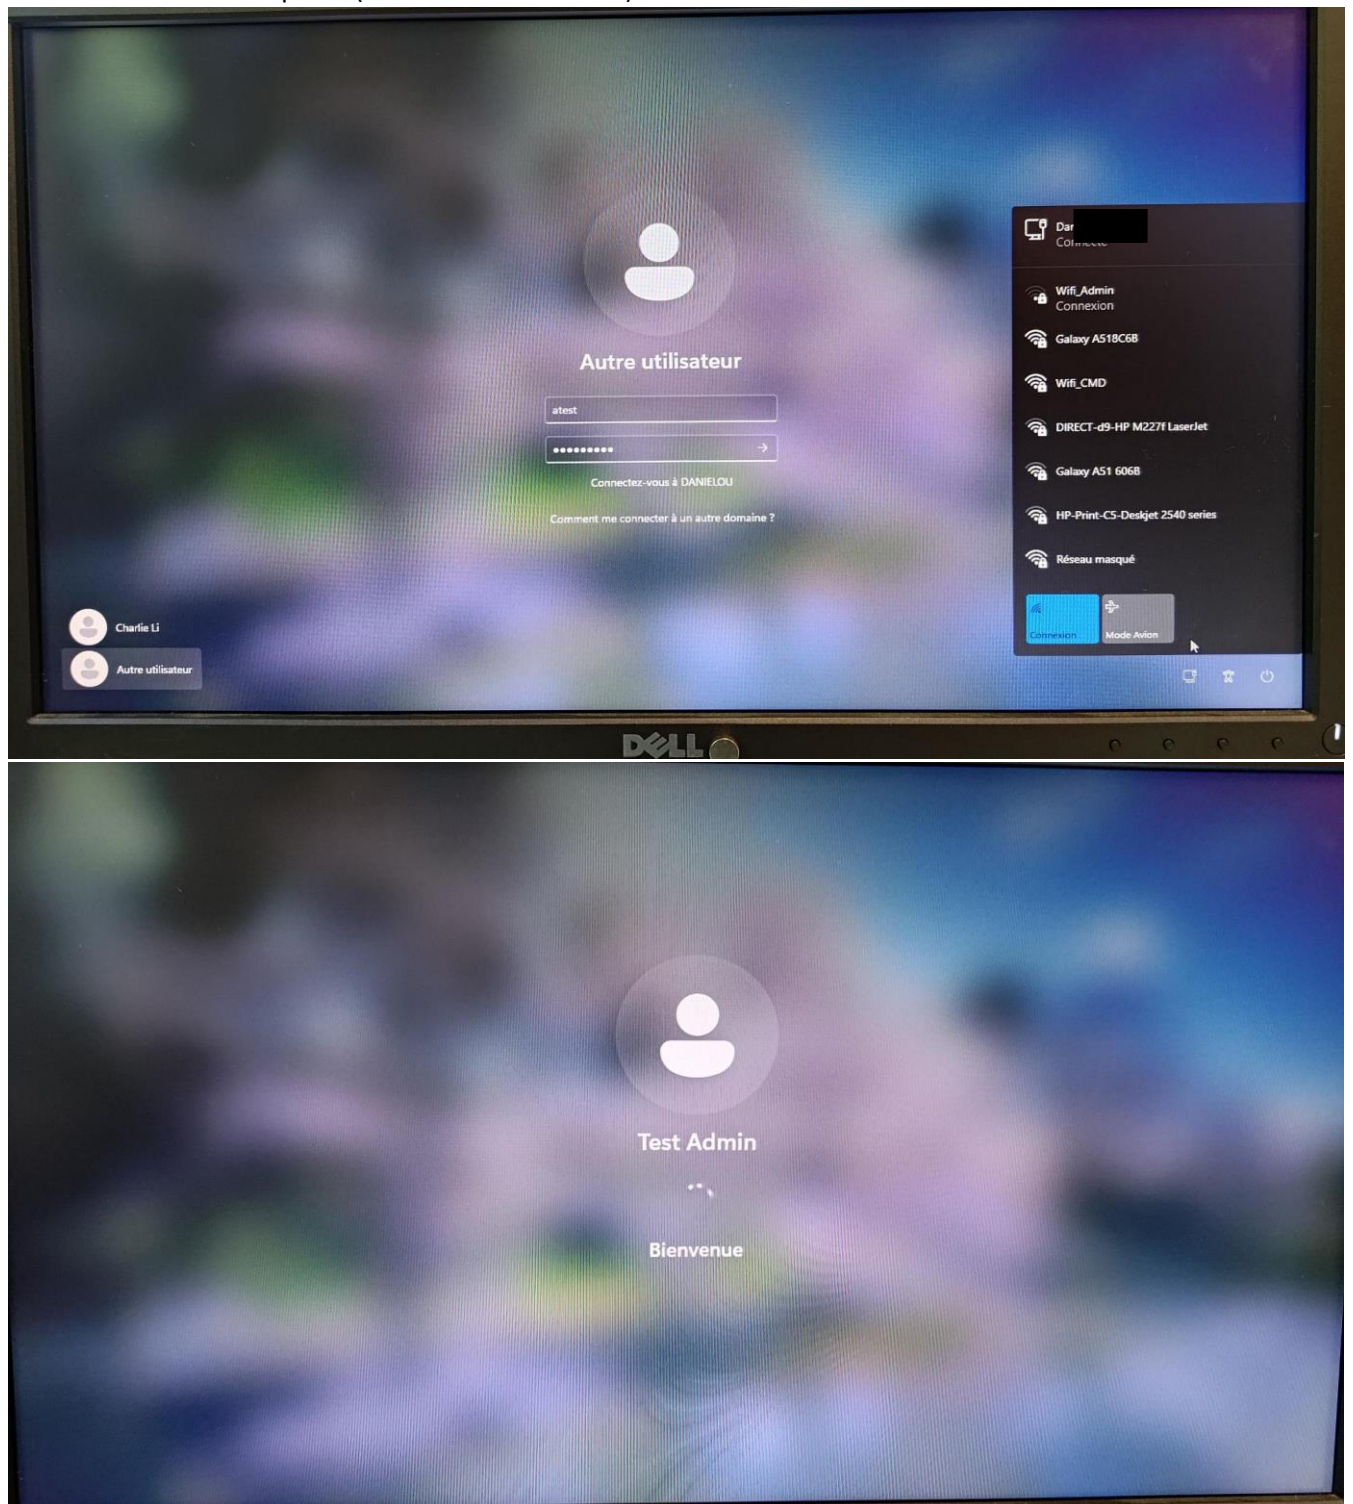 Autre utilisateur
atest
Connectez-vous à DANIELOU
Comment me connecter à un autre domaine ?
Charlie Li
Autre utilisateur
Dan
Connecté
Wifi_Admin
Connexion
Galaxy A518C6B
Wifi_CMD
DIRECT-d9-HP M227f LaserJet
Galaxy A51 606B
HP-Print-C5-Deskjet 2540 series
Réseau masqué
Connexion
Mode Avion
DELL
Test Admin
Bienvenue